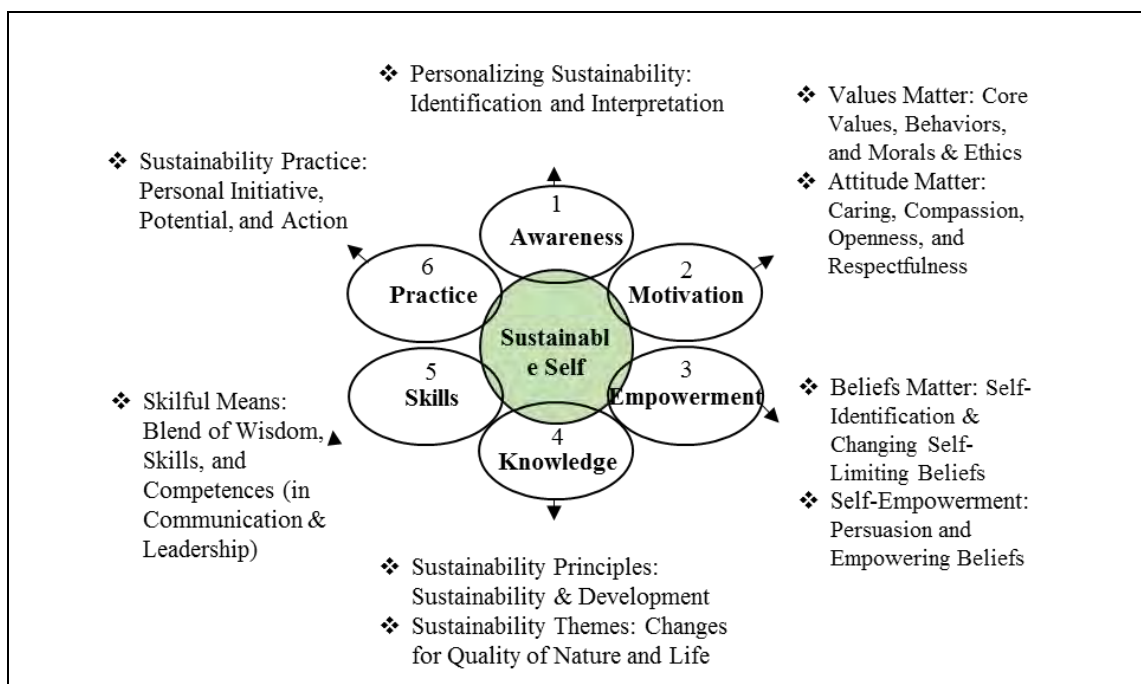 ❖ Personalizing Sustainability:
Identification and Interpretation
❖ Values Matter: Core
Values, Behaviors,
and Morals & Ethics
❖ Attitude Matter:
Caring, Compassion,
Openness, and
Respectfulness
❖ Sustainability Practice:
Personal Initiative,
Potential, and Action
1
Awareness
2
Motivation
3
Empowerment
4
Knowledge
5
Skills
6
Practice
Sustainabl
e Self
❖ Beliefs Matter: Self-
Identification &
Changing Self-
Limiting Beliefs
❖ Self-Empowerment:
Persuasion and
Empowering Beliefs
❖ Skilful Means:
Blend of Wisdom,
Skills, and
Competences (in
Communication &
Leadership)
❖ Sustainability Principles:
Sustainability & Development
❖ Sustainability Themes: Changes
for Quality of Nature and Life